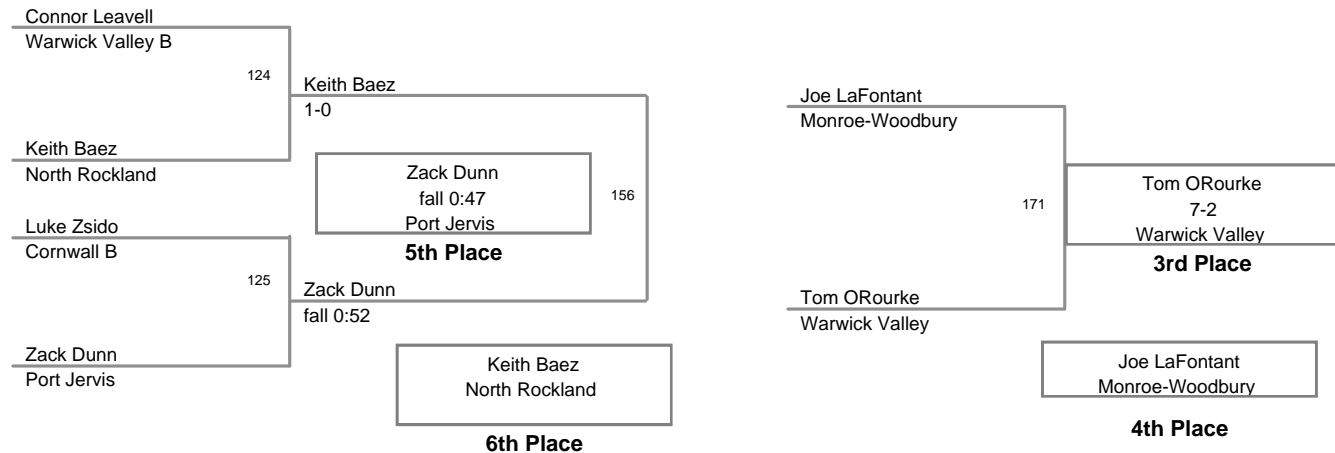 Connor Leavell
Warwick Valley B
124
Keith Baez
1-0
Keith Baez
North Rockland
Zack Dunn
fall 0:47
Port Jervis
5th Place
156
Luke Zsido
Cornwall B
125
Zack Dunn
fall 0:52
Zack Dunn
Port Jervis
Keith Baez
North Rockland
6th Place
Joe LaFontant
Monroe-Woodbury
171
Tom ORourke
7-2
Warwick Valley
3rd Place
Tom ORourke
Warwick Valley
Joe LaFontant
Monroe-Woodbury
4th Place